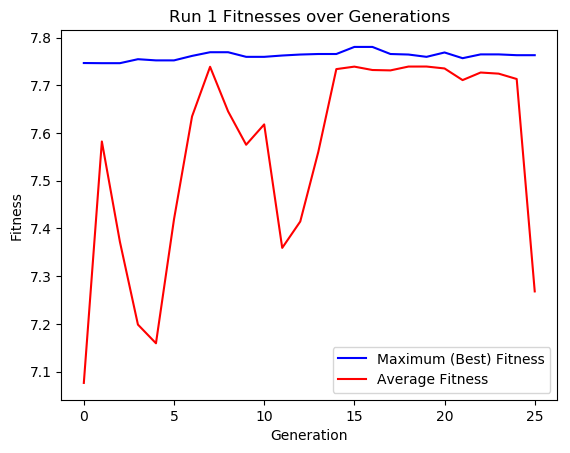 Run 1 Fitnesses over Generations
7.8
7.7
7.6
7.5
7.4
7.3
7.2
7.1
Fitness
0 5 10 15 20 25
Generation
Maximum (Best) Fitness
Average Fitness